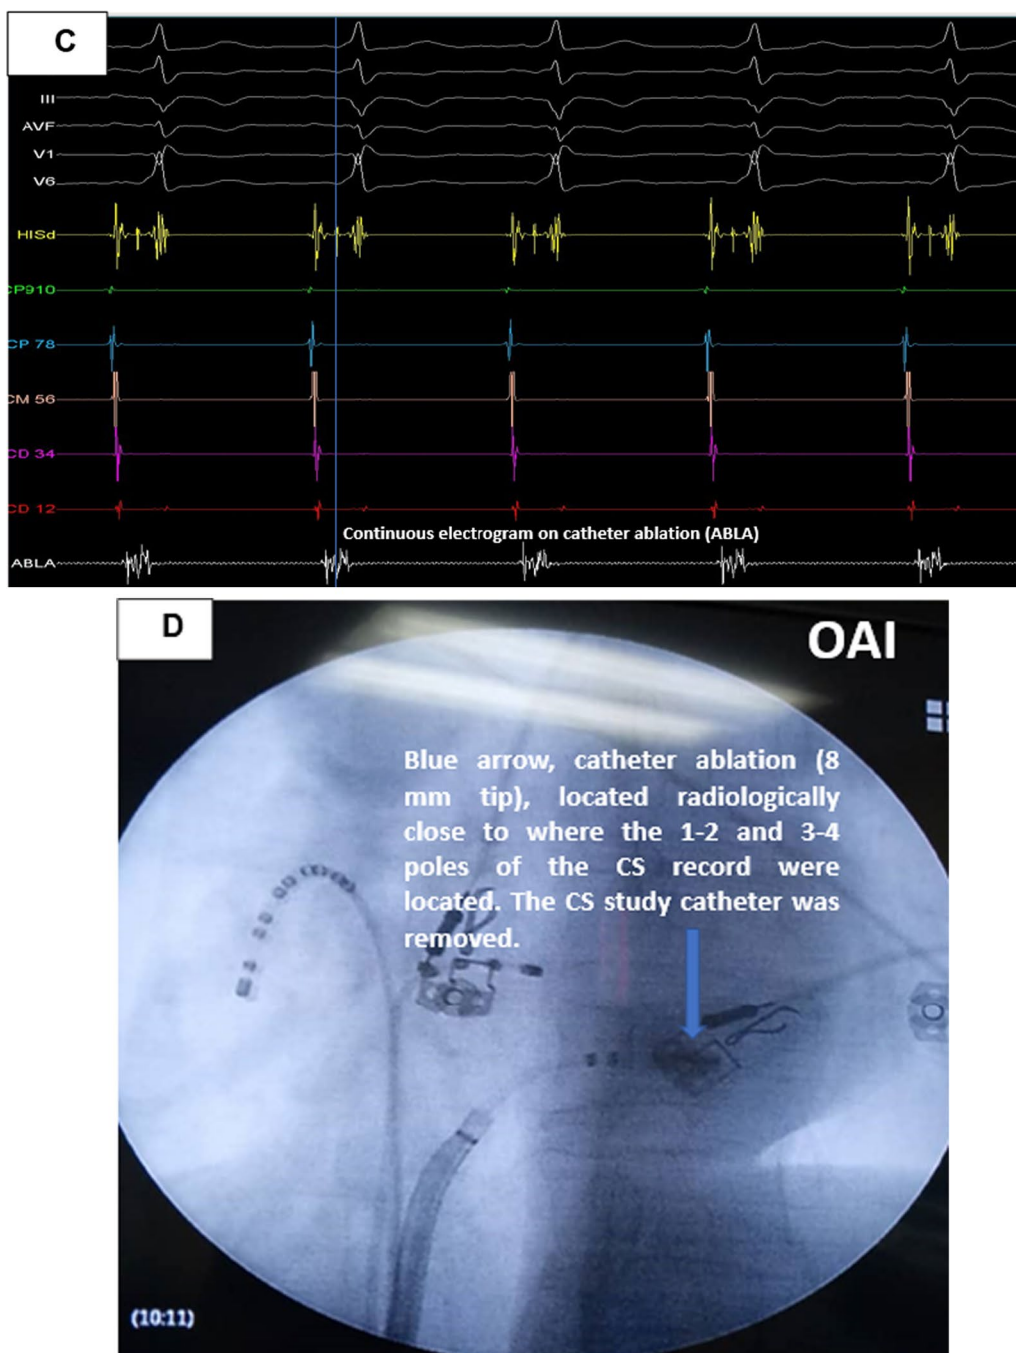 C
III
AVF
V1
V6
HISd
CP910
CP 78
CM 56
CD 34
CD 12
Continuous electrogram on catheter ablation (ABLA)
ABLA
D
OAI
Blue arrow, catheter ablation (8
mm tip), located radiologically
close to where the 1-2 and 3-4
poles of the CS record were
located. The CS study catheter was
removed.
(10:11)